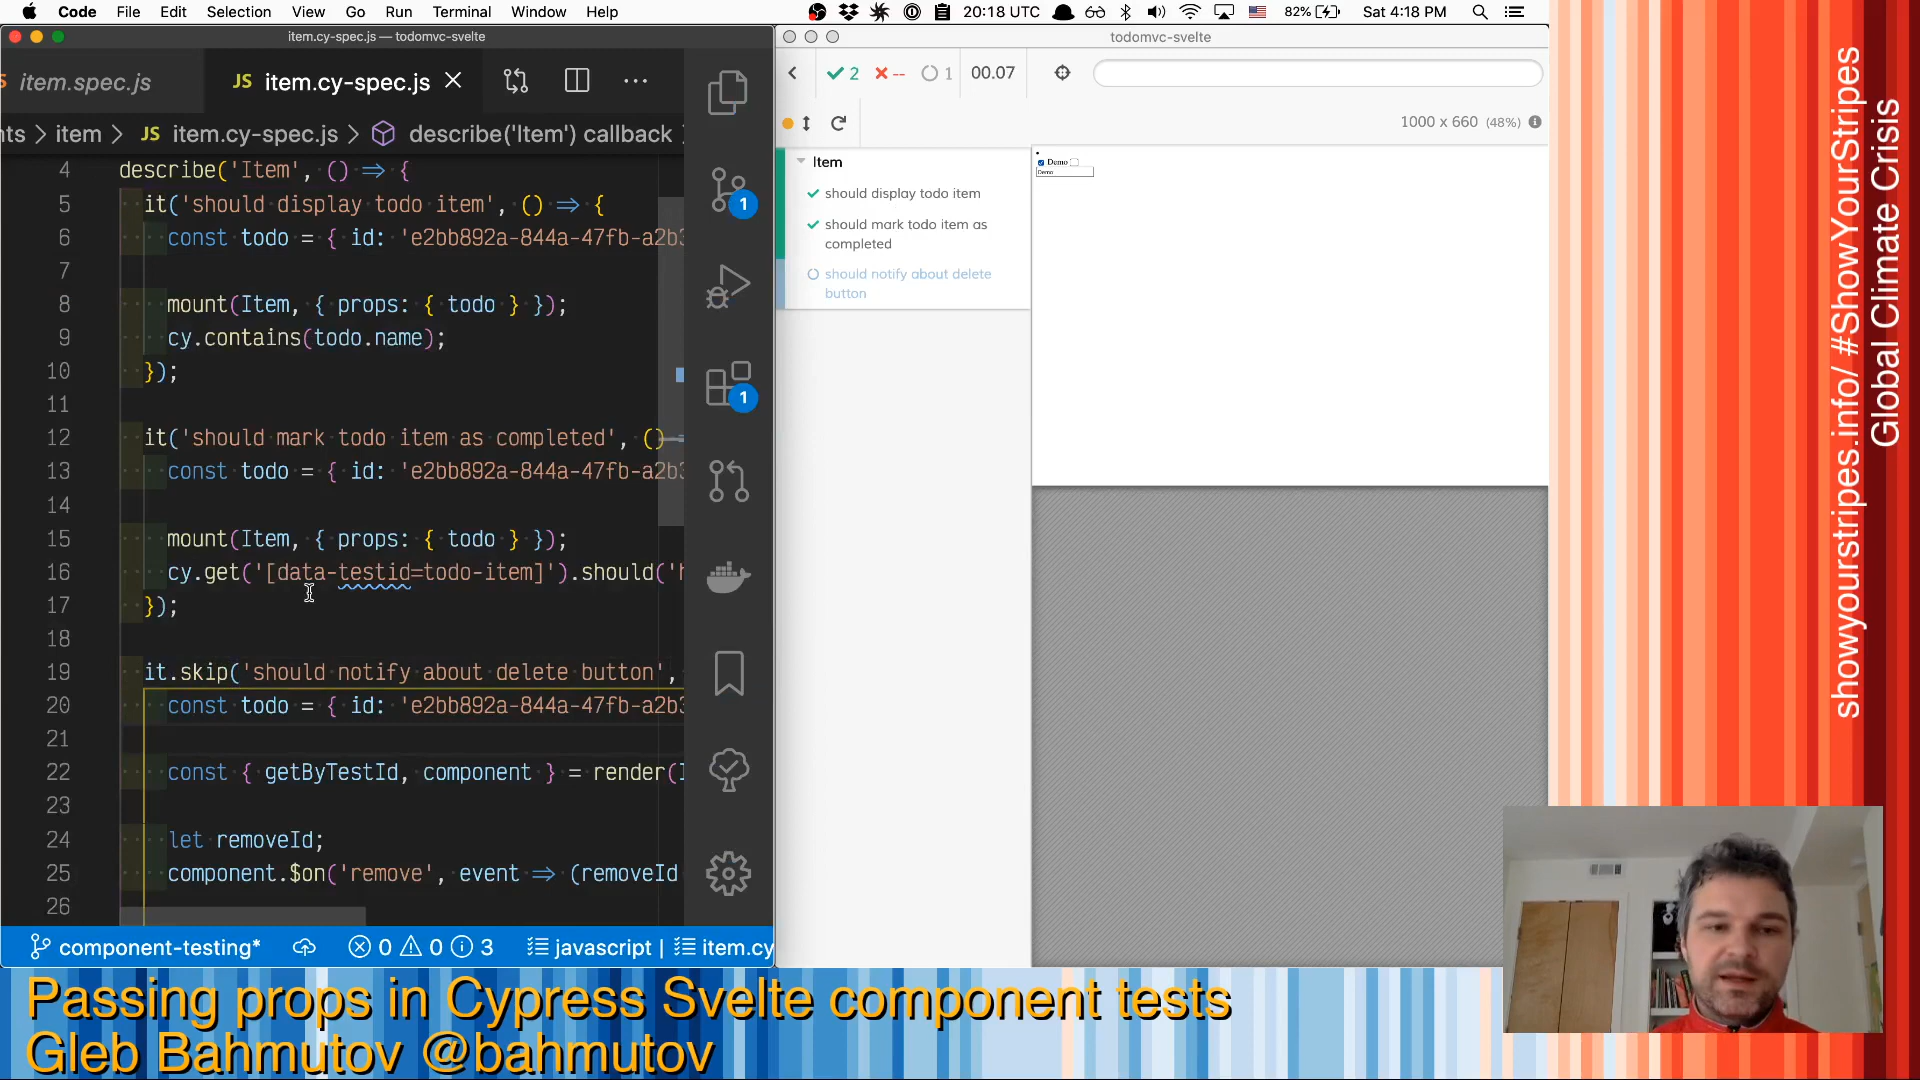 Code File Edit Selection View Go Run Terminal Window Help
20:18 UTC 82% Sat 4:18 PM
item.cy-spec.js — todomvc-svelte
item.spec.js JS item.cy-spec.js
nts > item > JS item.cy-spec.js > describe('Item') callback
4 describe('Item', () => {
5 it('should display todo item', () => {
6 const todo = { id: 'e2bb892a-844a-47fb-a2b3
7
8 mount(Item, { props: { todo } });
9 cy.contains(todo.name);
10 });
11
12 it('should mark todo item as completed', ()
13 const todo = { id: 'e2bb892a-844a-47fb-a2b3
14
15 mount(Item, { props: { todo } });
16 cy.get('[data-testid=todo-item]').should('h
17 });
18
19 it.skip('should notify about delete button',
20 const todo = { id: 'e2bb892a-844a-47fb-a2b3
21
22 const { getByTestId, component } = render(I
23
24 let removeId;
25 component.$on('remove', event => (removeId
26
1
1
component-testing* 0 0 3 javascript | item.cy
todomvc-svelte
2 -- 1 00.07
1000 x 660 (48%)
Item
should display todo item
should mark todo item as
completed
should notify about delete
button
Demo
Demo
showyourstripes.info/ #ShowYourStripes
Global Climate Crisis
Passing props in Cypress Svelte component tests
Gleb Bahmutov @bahmutov